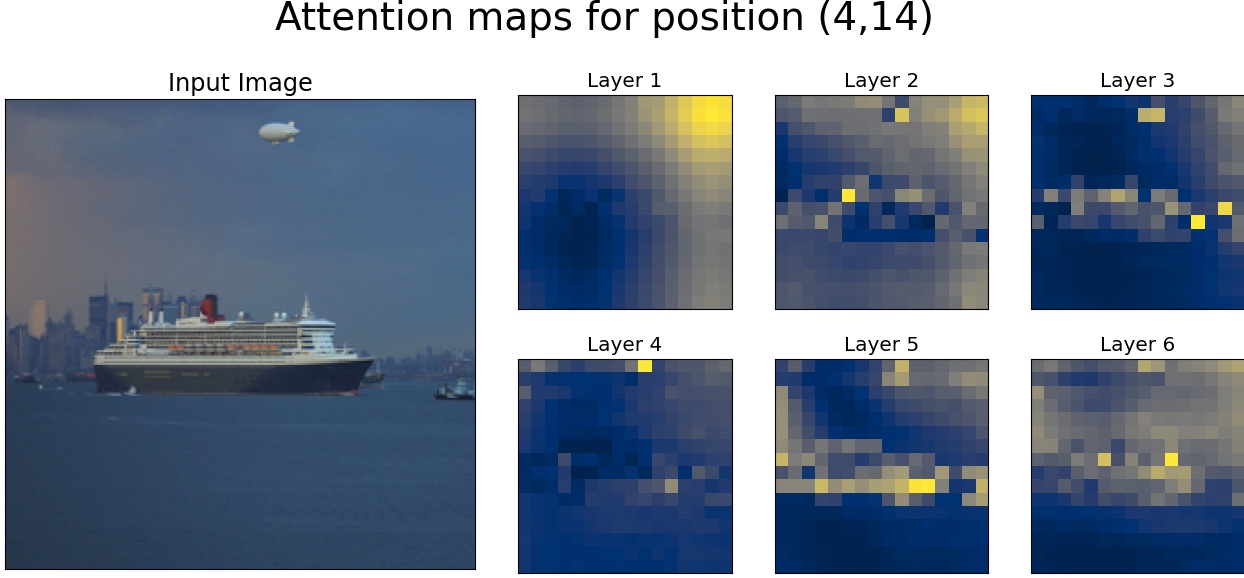 Attention maps for position (4,14)
Input Image
Layer 1
Layer 2
Layer 3
Layer 4
Layer 5
Layer 6